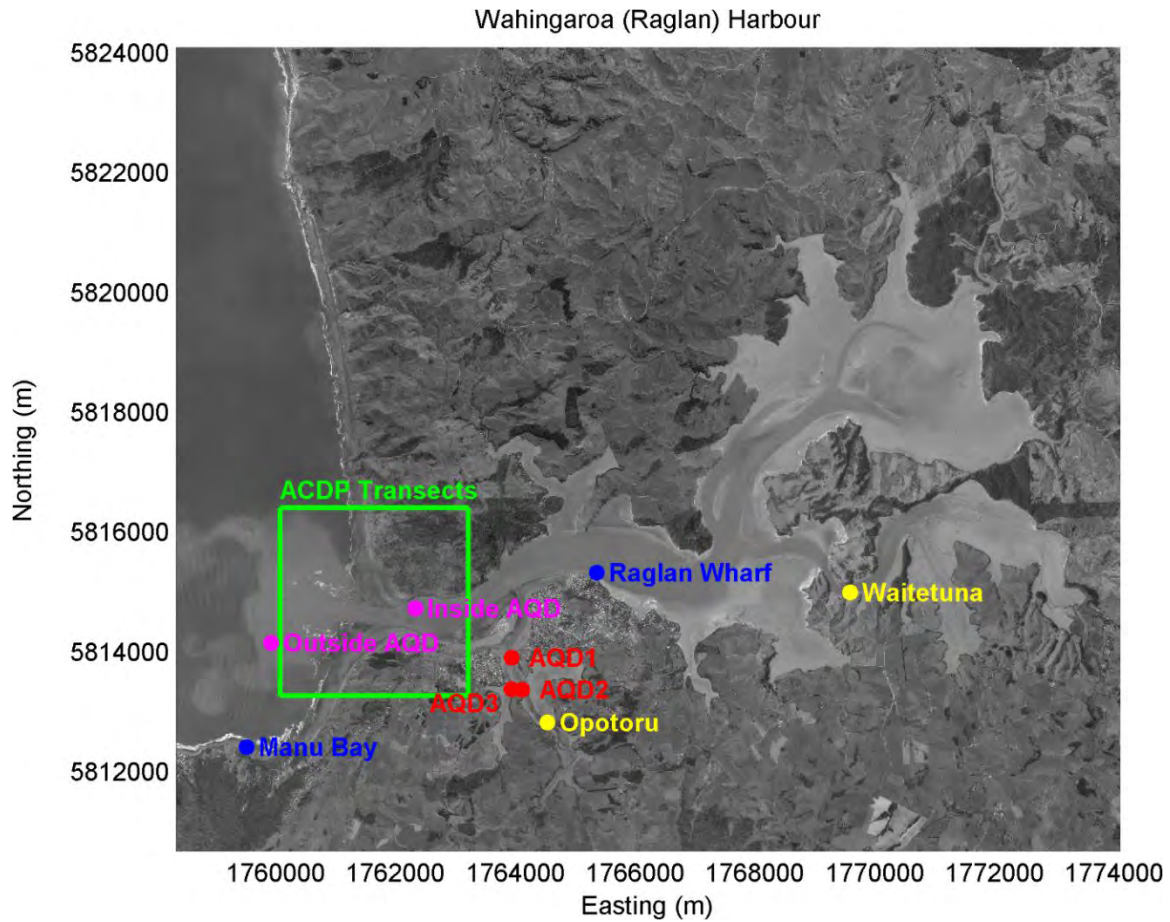 Wahingaroa (Raglan) Harbour
5824000
5822000
5820000
5818000
5816000
5814000
5812000
Northing (m)
ACDP Transects
Raglan Wharf
Waitetuna
Inside AQD
Outside AQD
AQD1
AQD2
AQD3
Opotoru
Manu Bay
1760000 1762000 1764000 1766000 1768000 1770000 1772000 1774000
Easting (m)